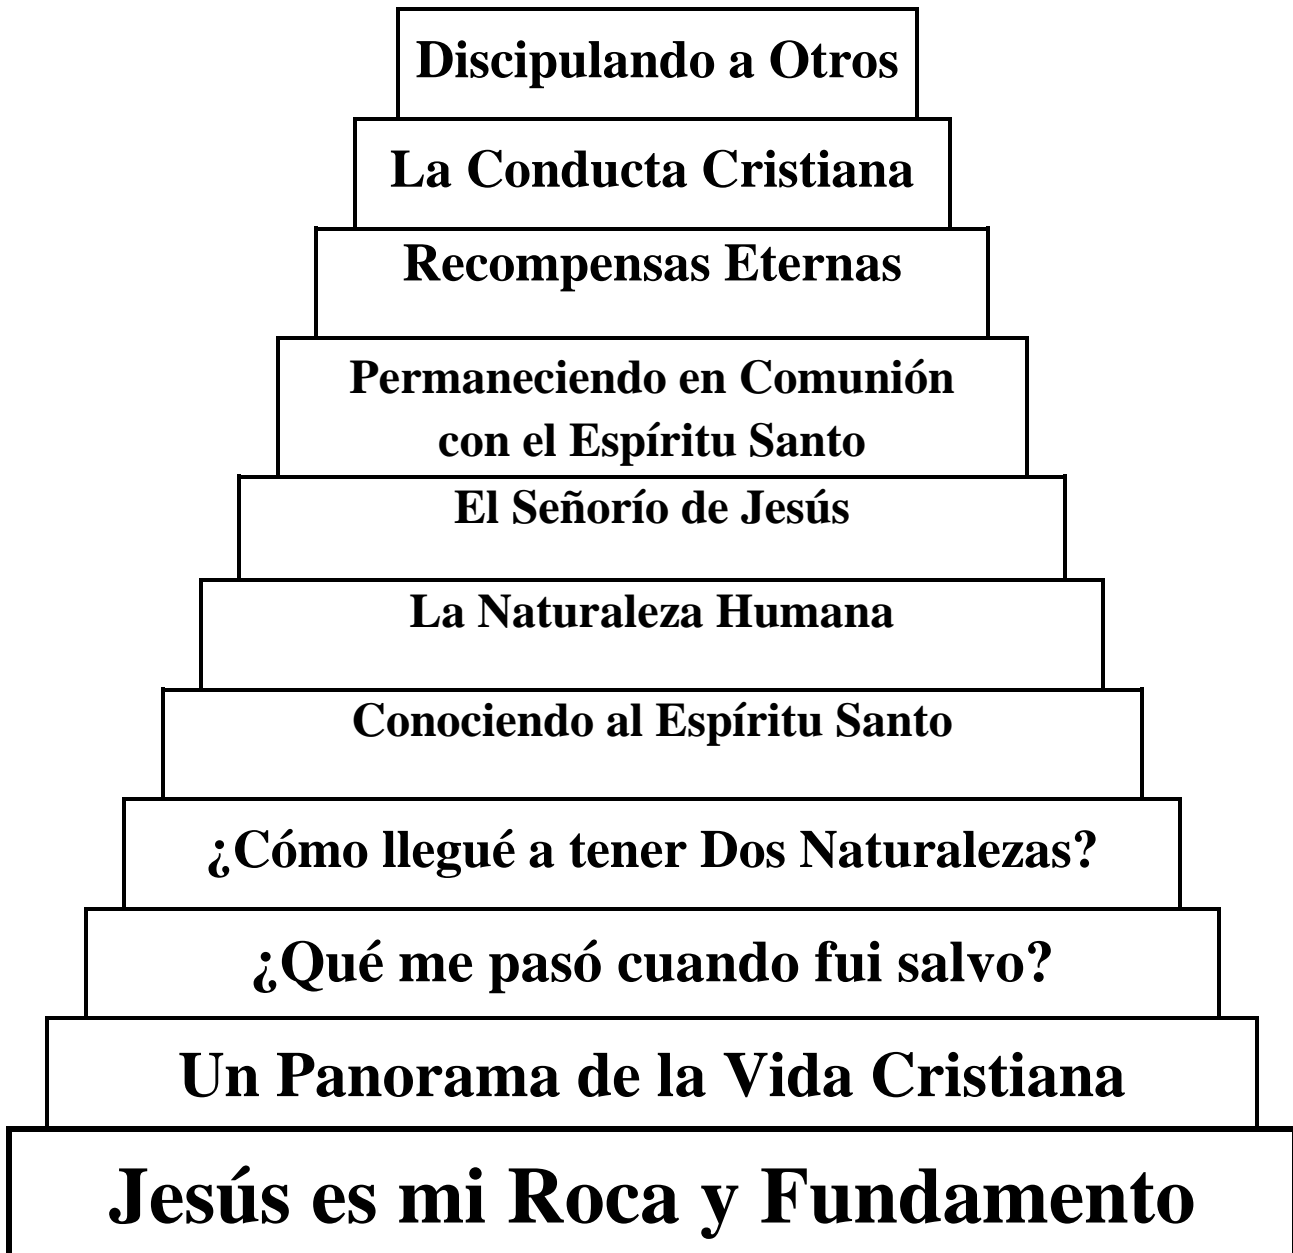 Discipulando a Otros
La Conducta Cristiana
Recompensas Eternas
Permaneciendo en Comunión
con el Espíritu Santo
El Señorío de Jesús
La Naturaleza Humana
Conociendo al Espíritu Santo
¿Cómo llegué a tener Dos Naturalezas?
¿Qué me pasó cuando fui salvo?
Un Panorama de la Vida Cristiana
Jesús es mi Roca y Fundamento